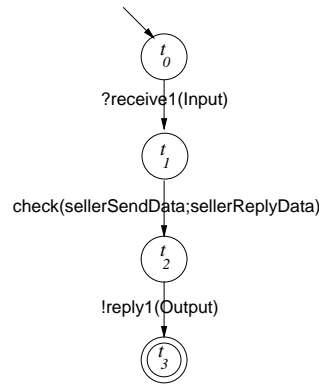 t0
?receive1(Input)
t1
check(sellerSendData;sellerReplyData)
t2
!reply1(Output)
t3